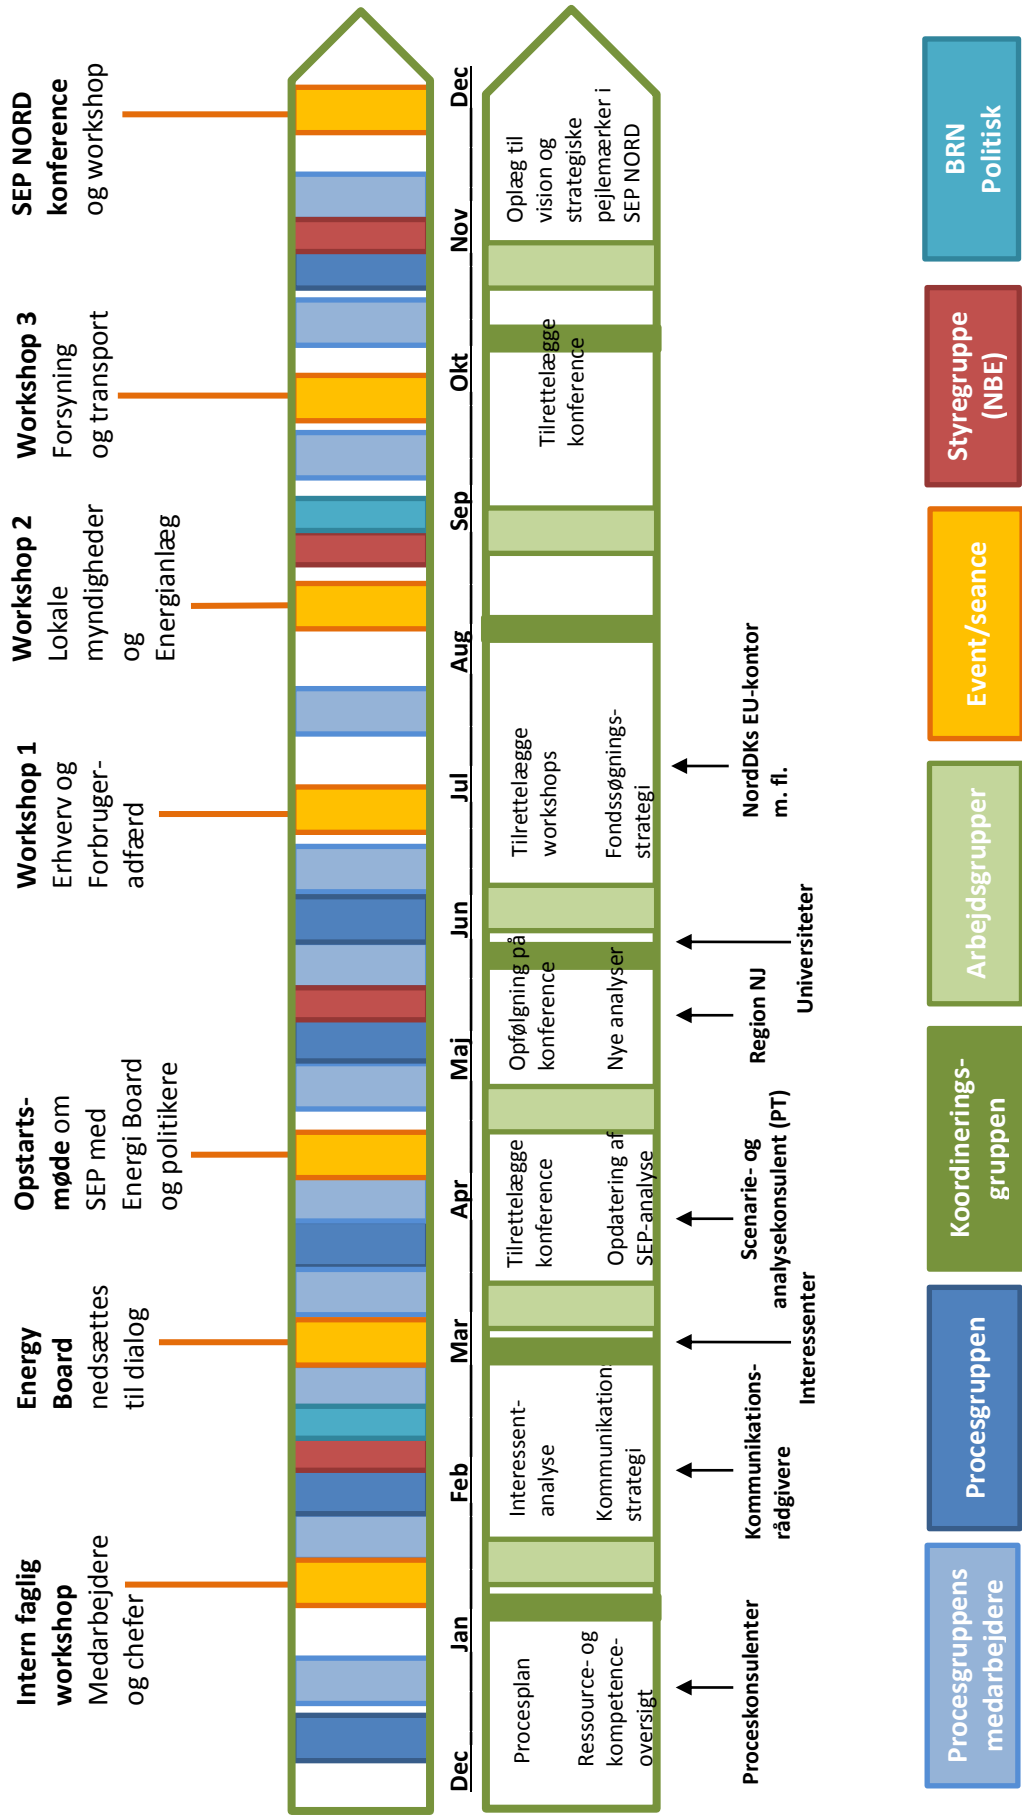 Intern faglig
workshop
Medarbejdere
og chefer
Energy
Board
nedsættes
til dialog
Opstarts-
møde om
SEP med
Energi Board
og politikere
Workshop 1
Erhverv og
Forbruger-
adfærd
Workshop 2
Lokale
myndigheder
og
Energianlæg
Workshop 3
Forsyning
og transport
SEP NORD
konference
og workshop
Dec
Jan
Feb
Mar
Apr
Maj
Jun
Jul
Aug
Sep
Okt
Nov
Dec
Procesplan
Ressource- og
kompetence-
oversigt
Interessent-
analyse
Kommunikation
strategi
Tilrettelægge
konference
Opdatering af
SEP-analyse
Opfølgning på
konference
Nye analyser
Tilrettelægge
workshops
Fondssøgnings-
strategi
Tilrettelægge
konference
Oplæg til
vision og
strategiske
pejlemærker i
SEP NORD
Proceskonsulenter
Kommunikations-
rådgivere
Interessenter
Scenarie- og
analysekonsulent (PT)
Region NJ
Universiteter
NordDKs EU-kontor
m. fl.
Procesgruppens
medarbejdere
Procesgruppen
Koordinerings-
gruppen
Arbejdsgrupper
Event/seance
Styregruppe
(NBE)
BRN
Politisk